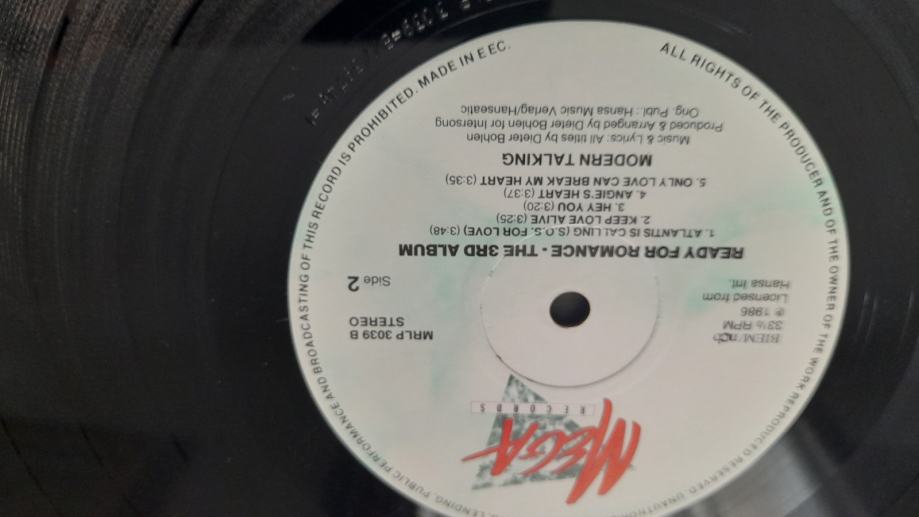 MEGA
RECORDS
BIEM/ncb
33⅓ RPM
℗ 1986
Licensed from
Hansa Int.
MRLP 3039 B
STEREO
Side 2
READY FOR ROMANCE - THE 3RD ALBUM
1. ATLANTIS IS CALLING (S.O.S. FOR LOVE) (3:48)
2. KEEP LOVE ALIVE (3:25)
3. HEY YOU (3:20)
4. ANGIE'S HEART (3:37)
5. ONLY LOVE CAN BREAK MY HEART (3:35)
MODERN TALKING
Music & Lyrics: All titles by Dieter Bohlen
Produced & Arranged by Dieter Bohlen for Intersong
Orig. Publ.: Hansa Music Verlag/Hanseatic
ALL RIGHTS OF THE PRODUCER AND OF THE OWNER OF THE WORK REPRODUCED RESERVED. LENDING, PUBLIC PERFORMANCE AND BROADCASTING OF THIS RECORD IS PROHIBITED. MADE IN EEC.